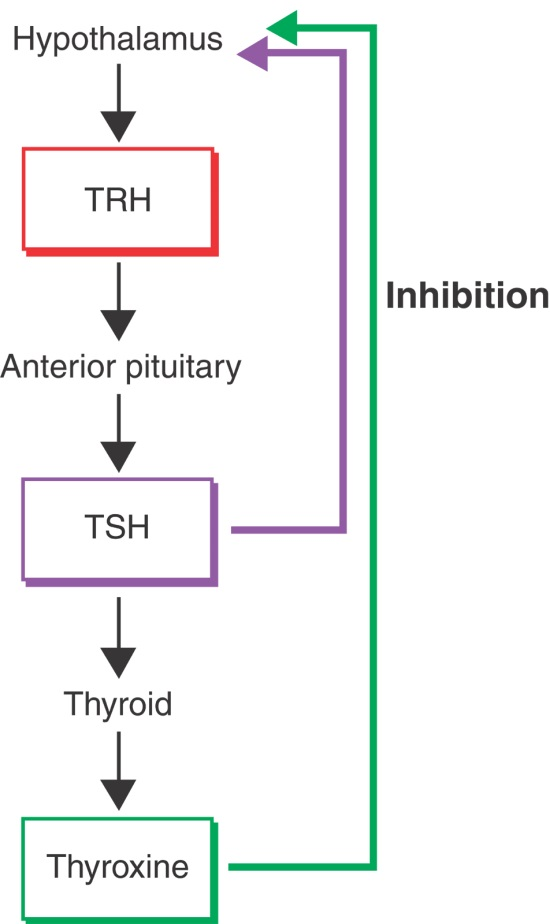 Hypothalamus
TRH
Inhibition
Anterior pituitary
TSH
Thyroid
Thyroxine